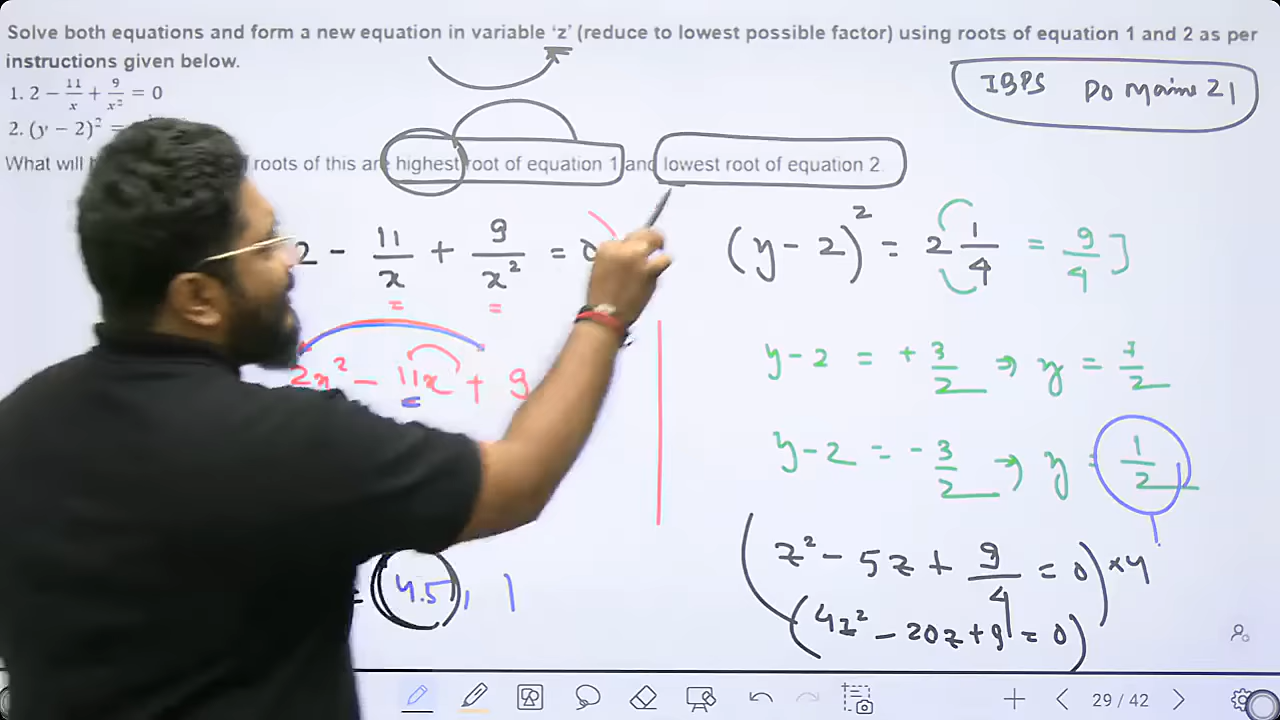 Solve both equations and form a new equation in variable ‘z’ (reduce to lowest possible factor) using roots of equation 1 and 2 as per
instructions given below.
1. 2 − 11/x + 9/x² = 0
2. (y − 2)² =
What will roots of this are highest root of equation 1 and lowest root of equation 2.
IBPS PO Mains 21
2 − 11/x + 9/x² = 0
2x² − 11x + 9
4.5, 1
(y − 2)² = 2 1/4 = 9/4]
y − 2 = + 3/2 ⇒ y = 7/2
y − 2 = − 3/2 ⇒ y = 1/2
(z² − 5z + 9/4 = 0) × 4
(4z² − 20z + 9 = 0)
29 / 42